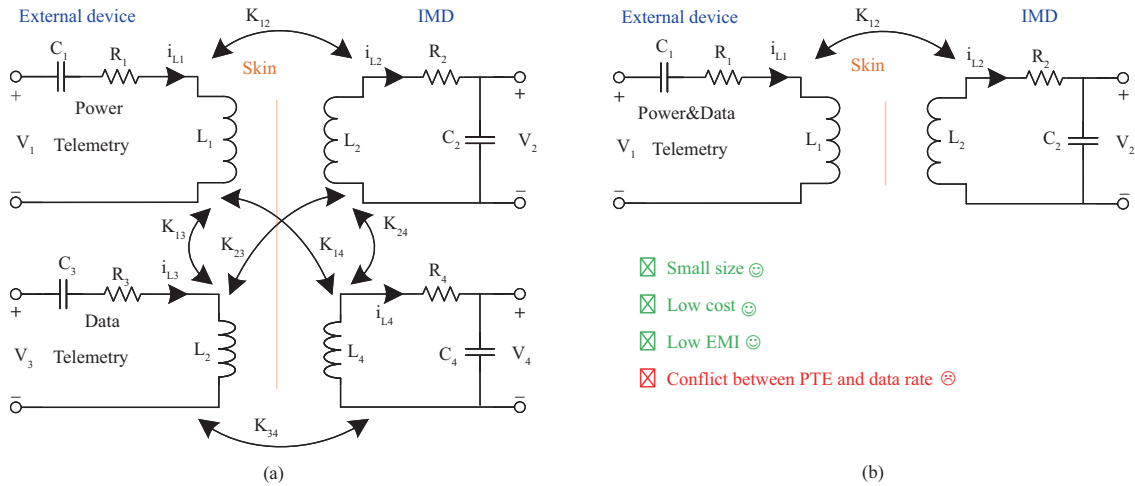 External device
IMD
K12
C1
R1
iL1
Skin
iL2
R2
+
Power
V1
Telemetry
L1
L2
C2
V2
+
–
–
K13
K23
K14
K24
C3
R3
iL3
iL4
R4
+
Data
V3
Telemetry
L2
L4
C4
V4
+
–
–
K34
(a)
External device
IMD
K12
C1
R1
iL1
Skin
iL2
R2
+
Power&Data
V1
Telemetry
L1
L2
C2
V2
+
–
–
Small size ☺
Low cost ☺
Low EMI ☺
Conflict between PTE and data rate ☹
(b)